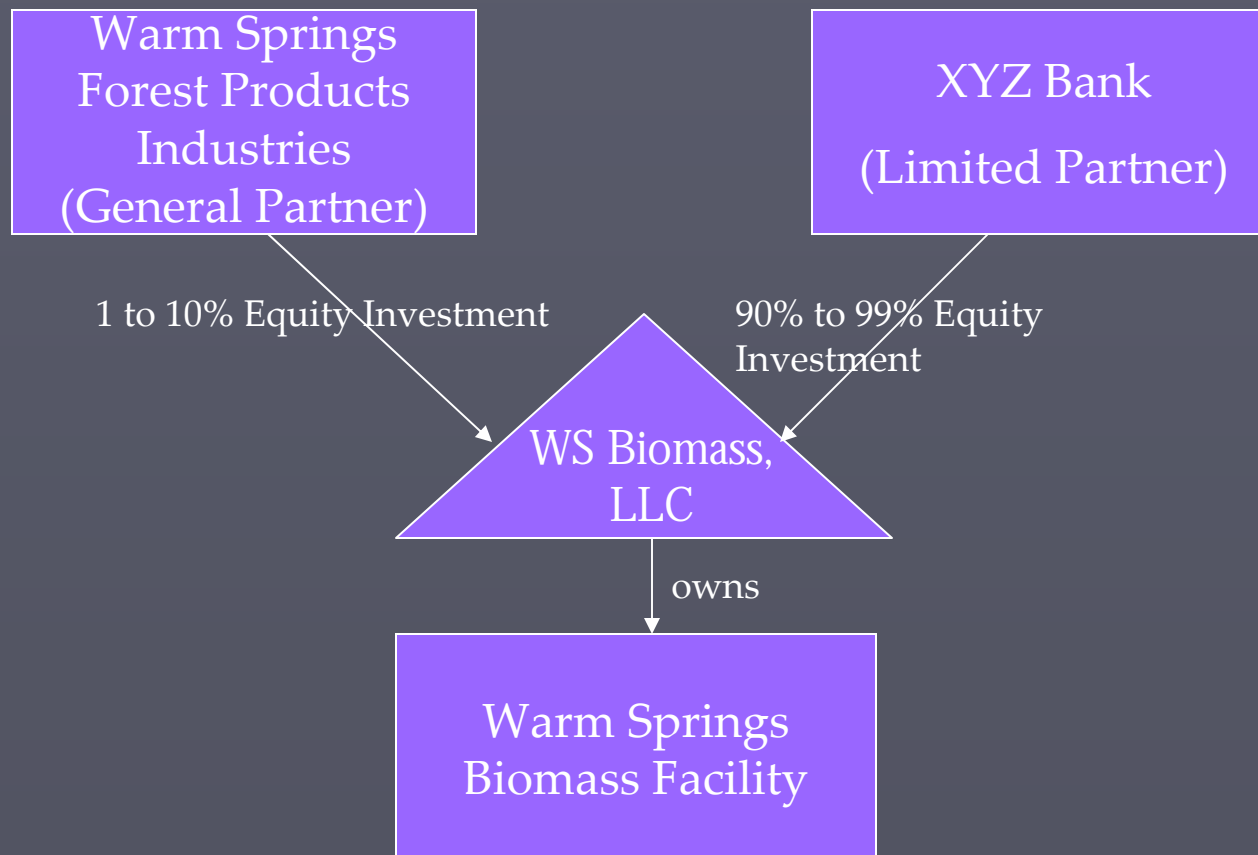 Warm Springs
Forest Products
Industries
(General Partner)
XYZ Bank
(Limited Partner)
1 to 10% Equity Investment
90% to 99% Equity
Investment
WS Biomass,
LLC
owns
Warm Springs
Biomass Facility